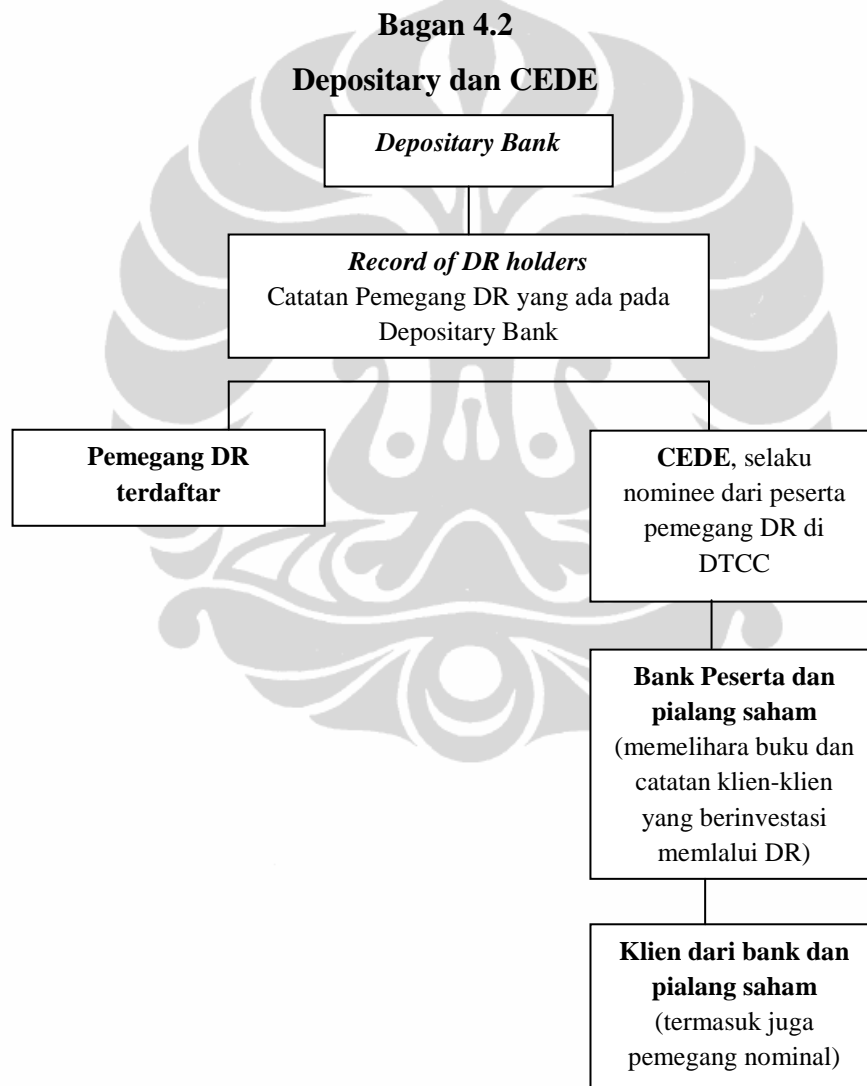 Bagan 4.2
Depositary dan CEDE
Depositary Bank
Record of DR holders
Catatan Pemegang DR yang ada pada
Depositary Bank
Pemegang DR
terdaftar
CEDE, selaku
nominee dari peserta
pemegang DR di
DTCC
Bank Peserta dan
pialang saham
(memelihara buku dan
catatan klien-klien
yang berinvestasi
memlalui DR)
Klien dari bank dan
pialang saham
(termasuk juga
pemegang nominal)